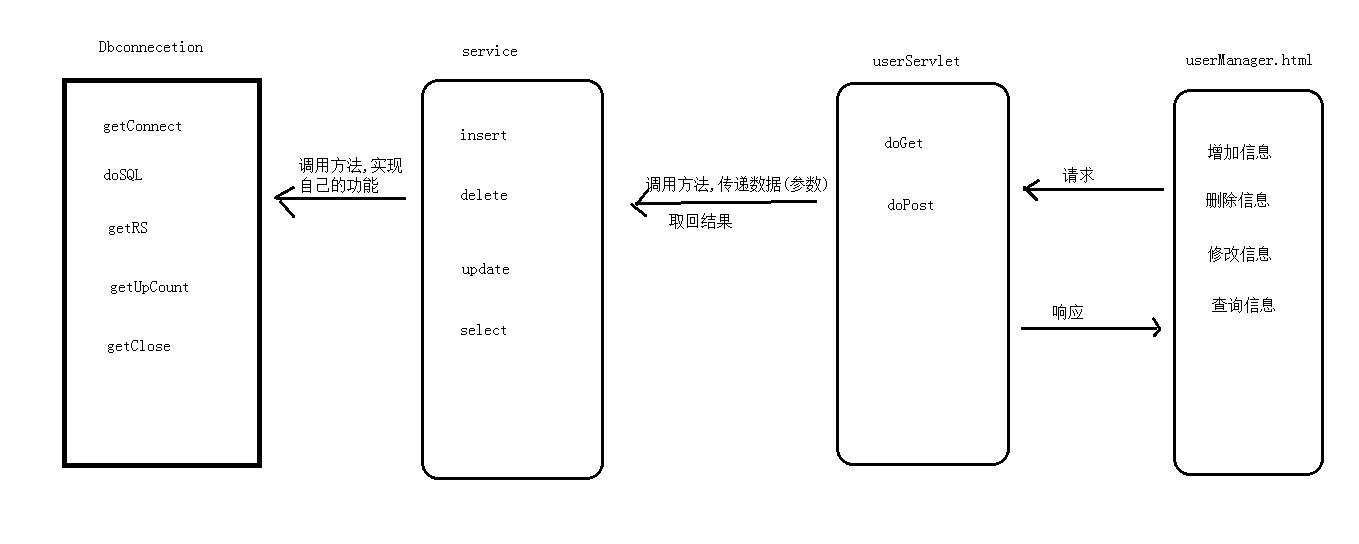 Dbconnecetion
getConnect
doSQL
getRS
getUpCount
getClose
调用方法,实现
自己的功能
service
insert
delete
update
select
调用方法,传递数据(参数)
取回结果
userServlet
doGet
doPost
请求
响应
userManager.html
增加信息
删除信息
修改信息
查询信息